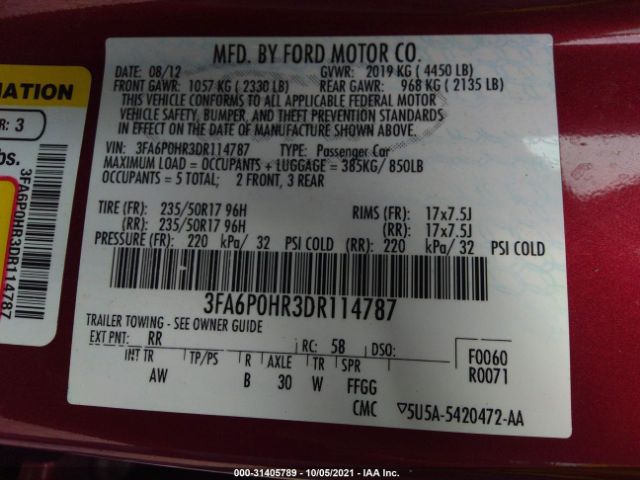 MFD. BY FORD MOTOR CO.
DATE: 08/12 GVWR: 2019 KG ( 4450 LB)
FRONT GAWR: 1057 KG ( 2330 LB) REAR GAWR: 968 KG ( 2135 LB)
THIS VEHICLE CONFORMS TO ALL APPLICABLE FEDERAL MOTOR
VEHICLE SAFETY, BUMPER, AND THEFT PREVENTION STANDARDS
IN EFFECT ON THE DATE OF MANUFACTURE SHOWN ABOVE.
VIN: 3FA6P0HR3DR114787 TYPE: Passenger Car
MAXIMUM LOAD = OCCUPANTS + LUGGAGE = 385KG/ 850LB
OCCUPANTS = 5 TOTAL; 2 FRONT, 3 REAR
TIRE (FR): 235/50R17 96H RIMS (FR): 17x7.5J
(RR): 235/50R17 96H (RR): 17x7.5J
PRESSURE (FR): 220 kPa/ 32 PSI COLD (RR): 220 kPa/ 32 PSI COLD
3FA6P0HR3DR114787
TRAILER TOWING - SEE OWNER GUIDE
EXT PNT: RR RC: 58 DSO: F0060
R0071
INT TR TP/PS R AXLE TR SPR
AW B 30 W FFGG
CMC ▽5U5A-5420472-AA
MATION
R: 3
bs.
3FA6P0HR3DR114787
000 - 31405789 - 10/05/2021 - IAA Inc.